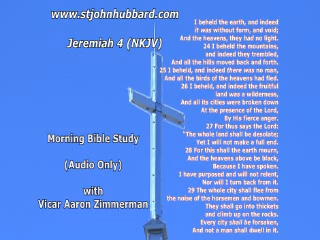 www.stjohnhubbard.com
Jeremiah 4 (NKJV)
Morning Bible Study
(Audio Only)
with
Vicar Aaron Zimmerman
I beheld the earth, and indeed
it was without form, and void;
And the heavens, they had no light.
24 I beheld the mountains,
and indeed they trembled,
And all the hills moved back and forth.
25 I beheld, and indeed there was no man,
And all the birds of the heavens had fled.
26 I beheld, and indeed the fruitful
land was a wilderness,
And all its cities were broken down
At the presence of the Lord,
By His fierce anger.
27 For thus says the Lord:
"The whole land shall be desolate;
Yet I will not make a full end.
28 For this shall the earth mourn,
And the heavens above be black,
Because I have spoken.
I have purposed and will not relent,
Nor will I turn back from it.
29 The whole city shall flee from
the noise of the horsemen and bowmen.
They shall go into thickets
and climb up on the rocks.
Every city shall be forsaken,
And not a man shall dwell in it.